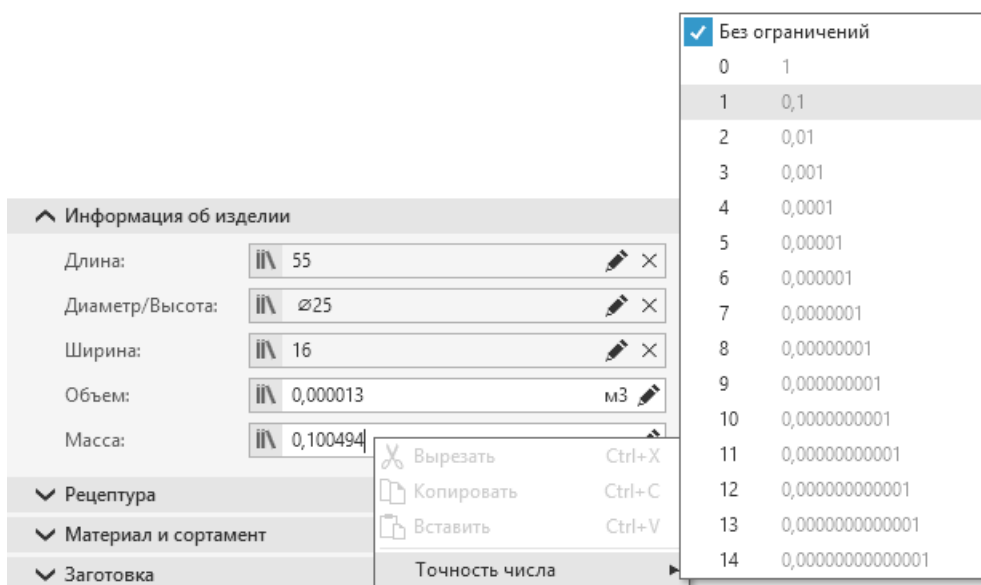 Без ограничений
0 1
1 0,1
2 0,01
3 0,001
4 0,0001
5 0,00001
6 0,000001
7 0,0000001
8 0,00000001
9 0,000000001
10 0,0000000001
11 0,00000000001
12 0,000000000001
13 0,0000000000001
14 0,00000000000001
Информация об изделии
Длина: 55
Диаметр/Высота: ⌀25
Ширина: 16
Объем: 0,000013 м3
Масса: 0,100494
Рецептура
Материал и сортамент
Заготовка
Вырезать Ctrl+X
Копировать Ctrl+C
Вставить Ctrl+V
Точность числа